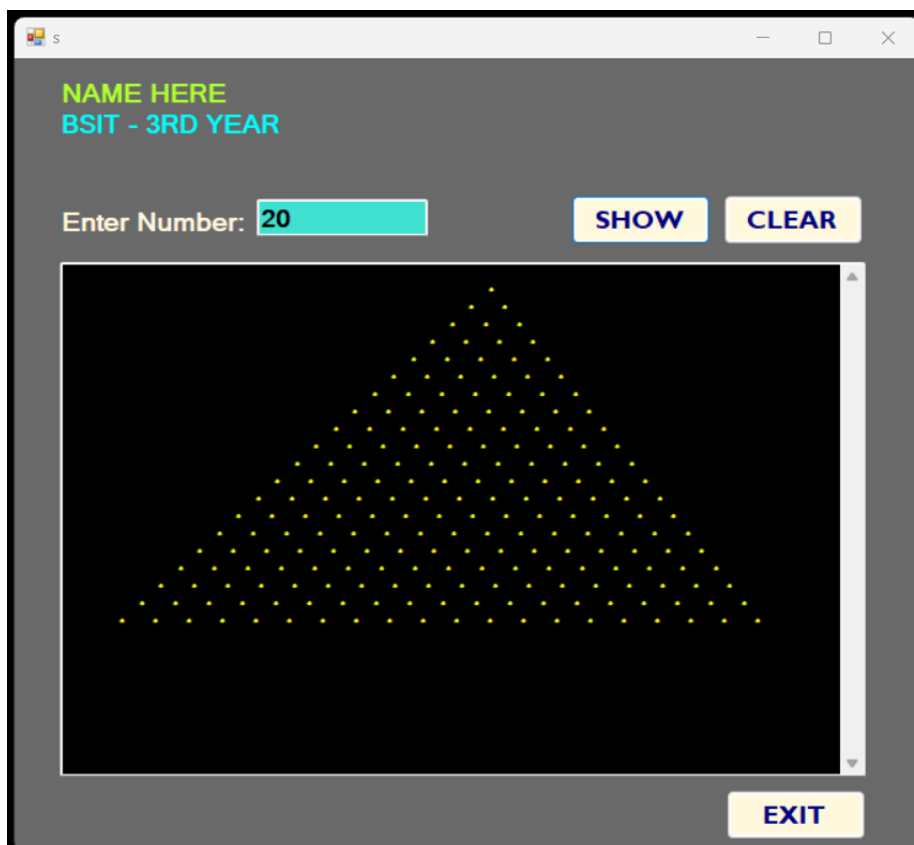 s
NAME HERE
BSIT - 3RD YEAR
Enter Number: 20 SHOW CLEAR
EXIT